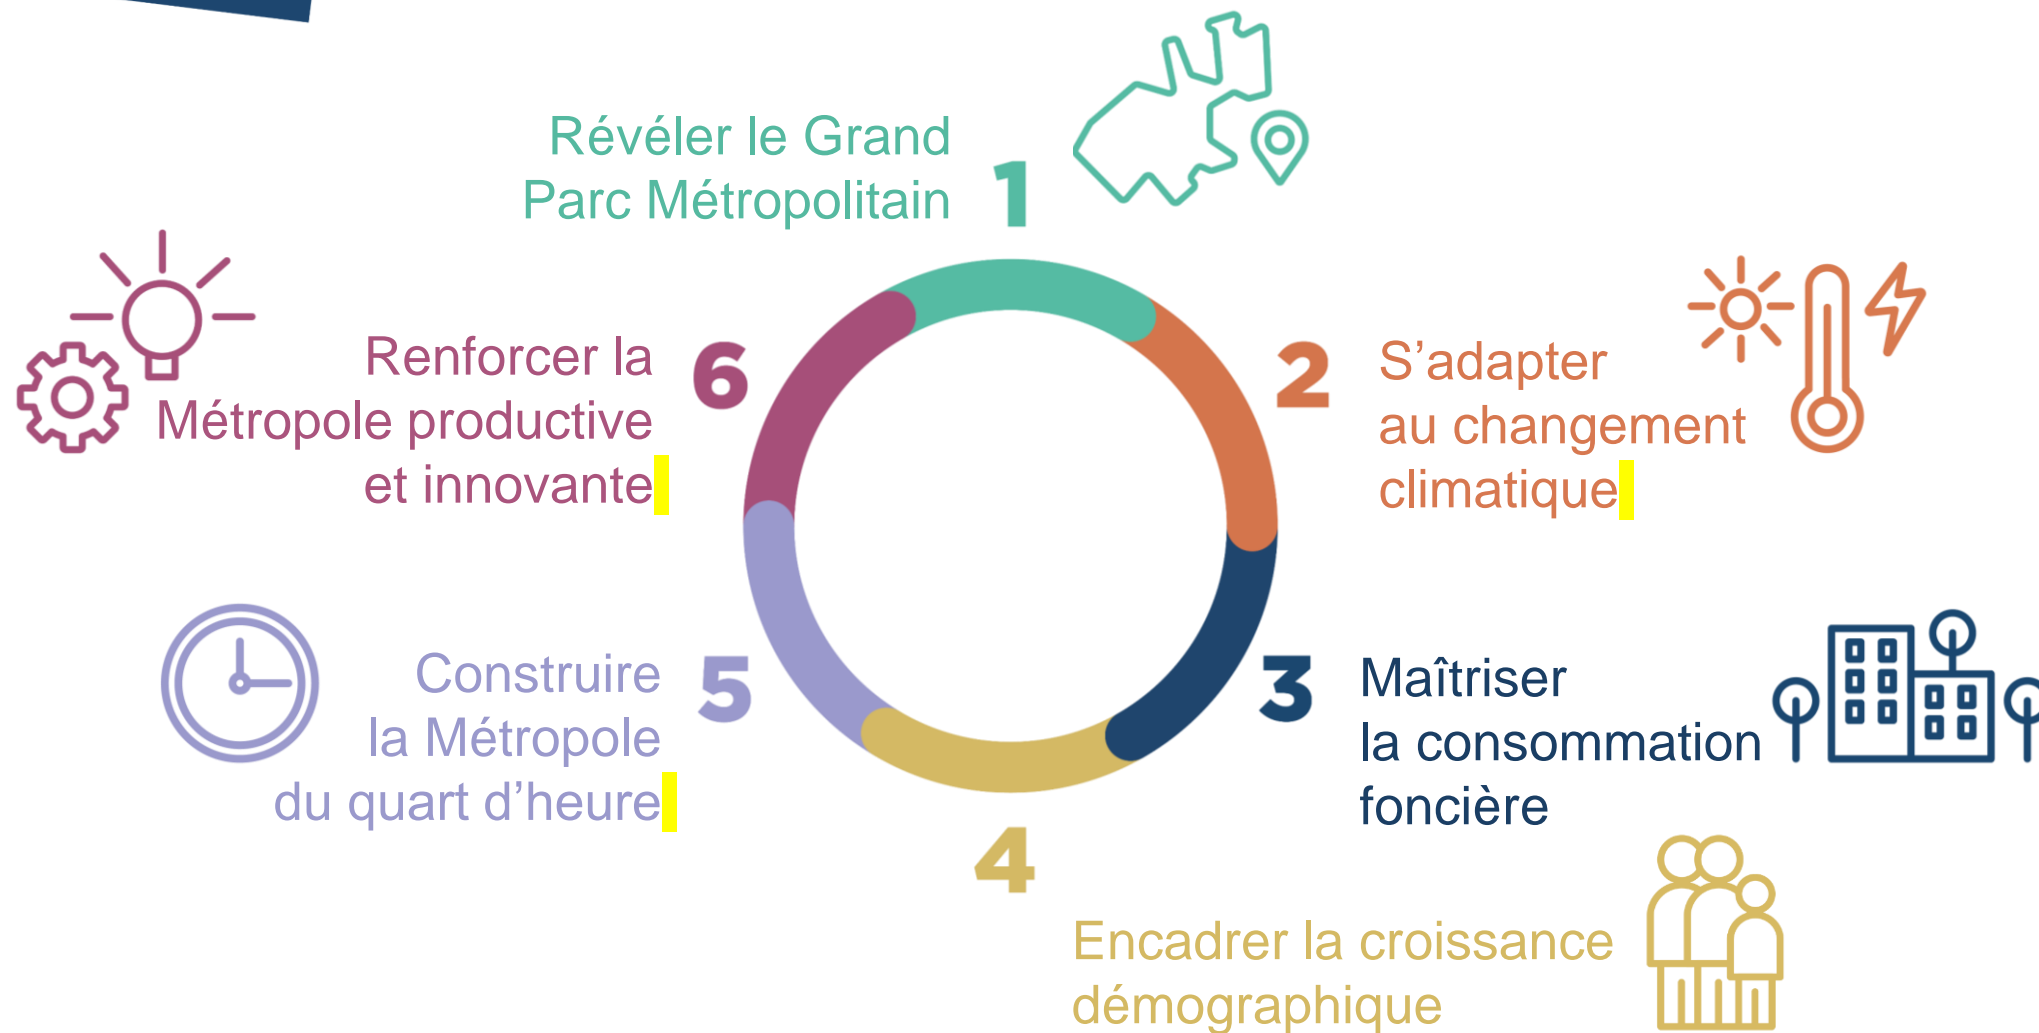 Révéler le Grand
Parc Métropolitain
1
2
S’adapter
au changement
climatique
3
Maîtriser
la consommation
foncière
4
Encadrer la croissance
démographique
5
Construire
la Métropole
du quart d’heure
6
Renforcer la
Métropole productive
et innovante